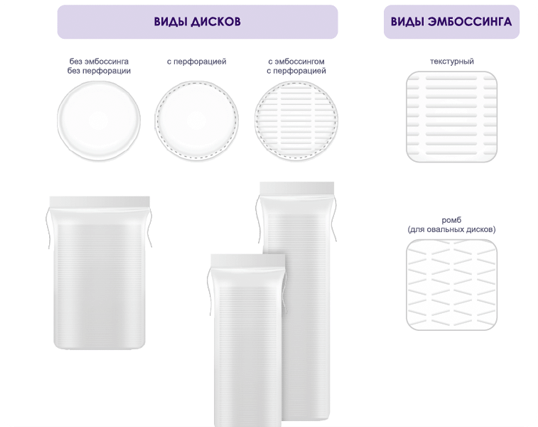 ВИДЫ ДИСКОВ
ВИДЫ ЭМБОССИНГА
без эмбоссинга
без перфорации
с перфорацией
с эмбоссингом
с перфорацией
текстурный
ромб
(для овальных дисков)